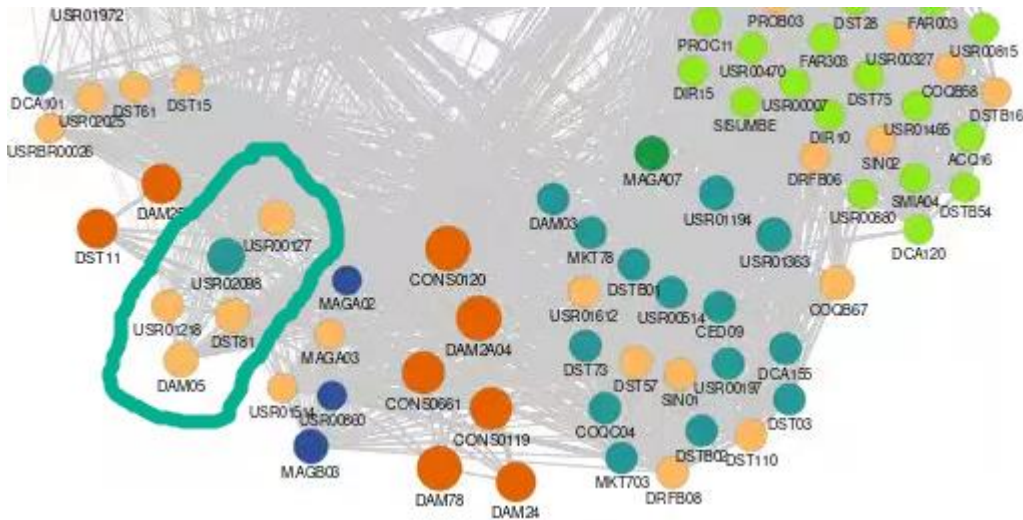 USR01972
PROB03
DST28
FAR003
PROC11
USR00470
FAR303
USR00327
USR00815
DCA101
USR02025
DST61
DST15
DIR15
USR00007
DST75
COQB58
DSTB16
SISUMBE
DIR10
USR01465
USRBR00026
MAGA07
DRFB06
SIN02
ACQ16
DAM25
USR01194
USR00680
SMIA04
DSTB54
DST11
USR00127
DAM03
MKT78
USR01363
DCA120
USR02098
CONS0120
DSTB01
MAGA02
USR01612
USR00514
CED09
COQB67
USR01218
DST81
MAGA03
DAM2A04
DST73
DST57
SIN01
USR00197
DCA155
DAM05
CONS0661
USR01514
USR00860
CONS0119
COQC04
DSTB02
DST110
DST03
MAGB03
DAM78
DAM24
MKT703
DRFB08